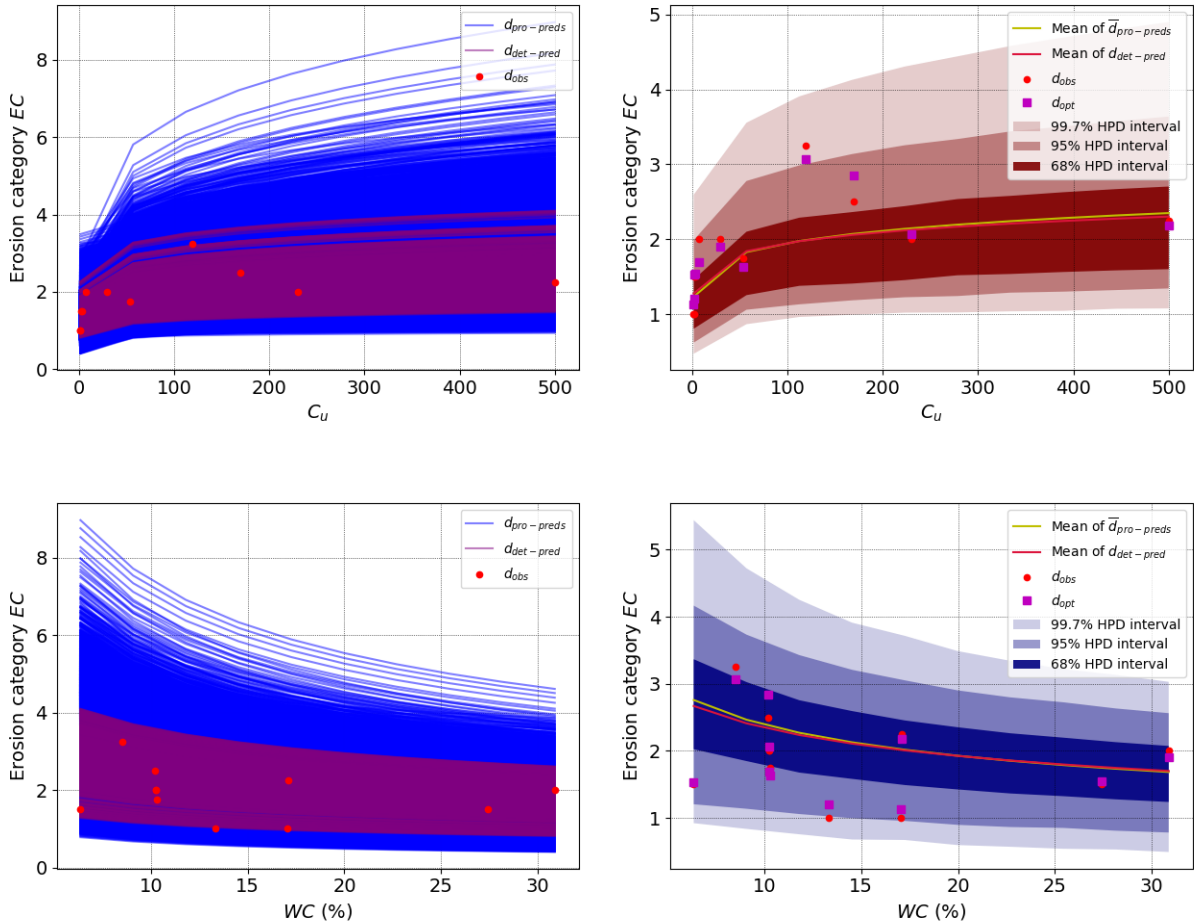 Erosion category EC
8
6
4
2
0
d_pro−preds
d_det−pred
d_obs
0 100 200 300 400 500
C_u
Erosion category EC
5
4
3
2
1
Mean of d̅_pro−preds
Mean of d_det−pred
d_obs
d_opt
99.7% HPD interval
95% HPD interval
68% HPD interval
0 100 200 300 400 500
C_u
Erosion category EC
8
6
4
2
0
d_pro−preds
d_det−pred
d_obs
10 15 20 25 30
WC (%)
Erosion category EC
5
4
3
2
1
Mean of d̅_pro−preds
Mean of d_det−pred
d_obs
d_opt
99.7% HPD interval
95% HPD interval
68% HPD interval
10 15 20 25 30
WC (%)